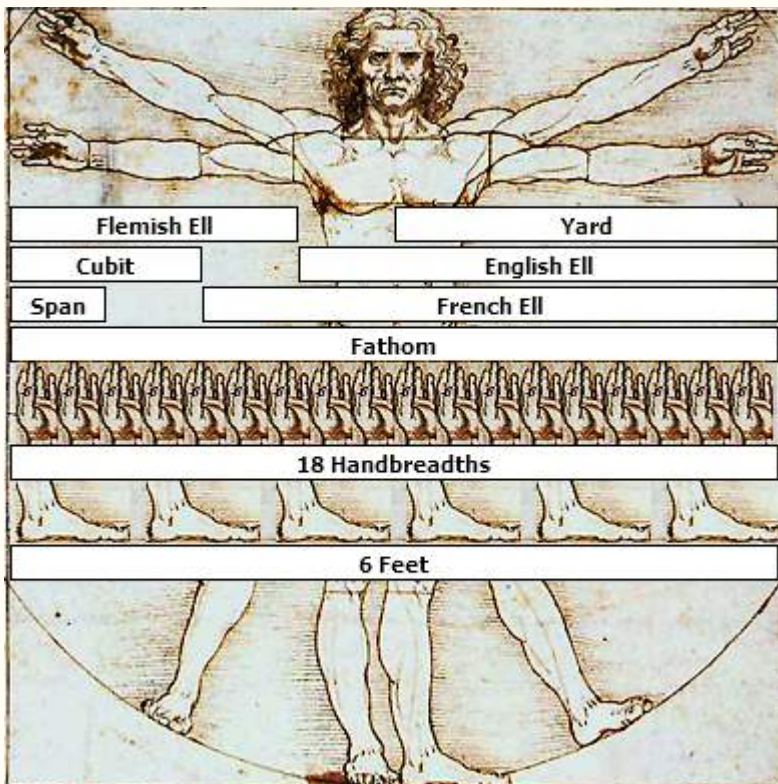 Flemish Ell
Yard
Cubit
English Ell
Span
French Ell
Fathom
18 Handbreadths
6 Feet